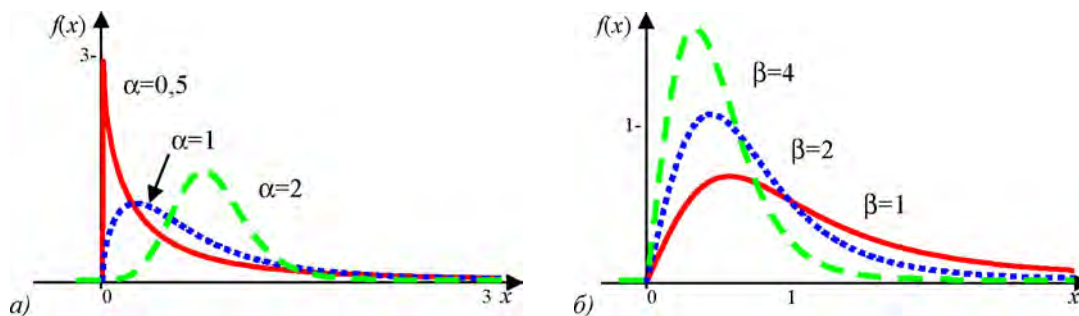 f(x)
3-
α=0,5
α=1
α=2
0
3 x
а)
f(x)
β=4
1-
β=2
β=1
0
1
x
б)